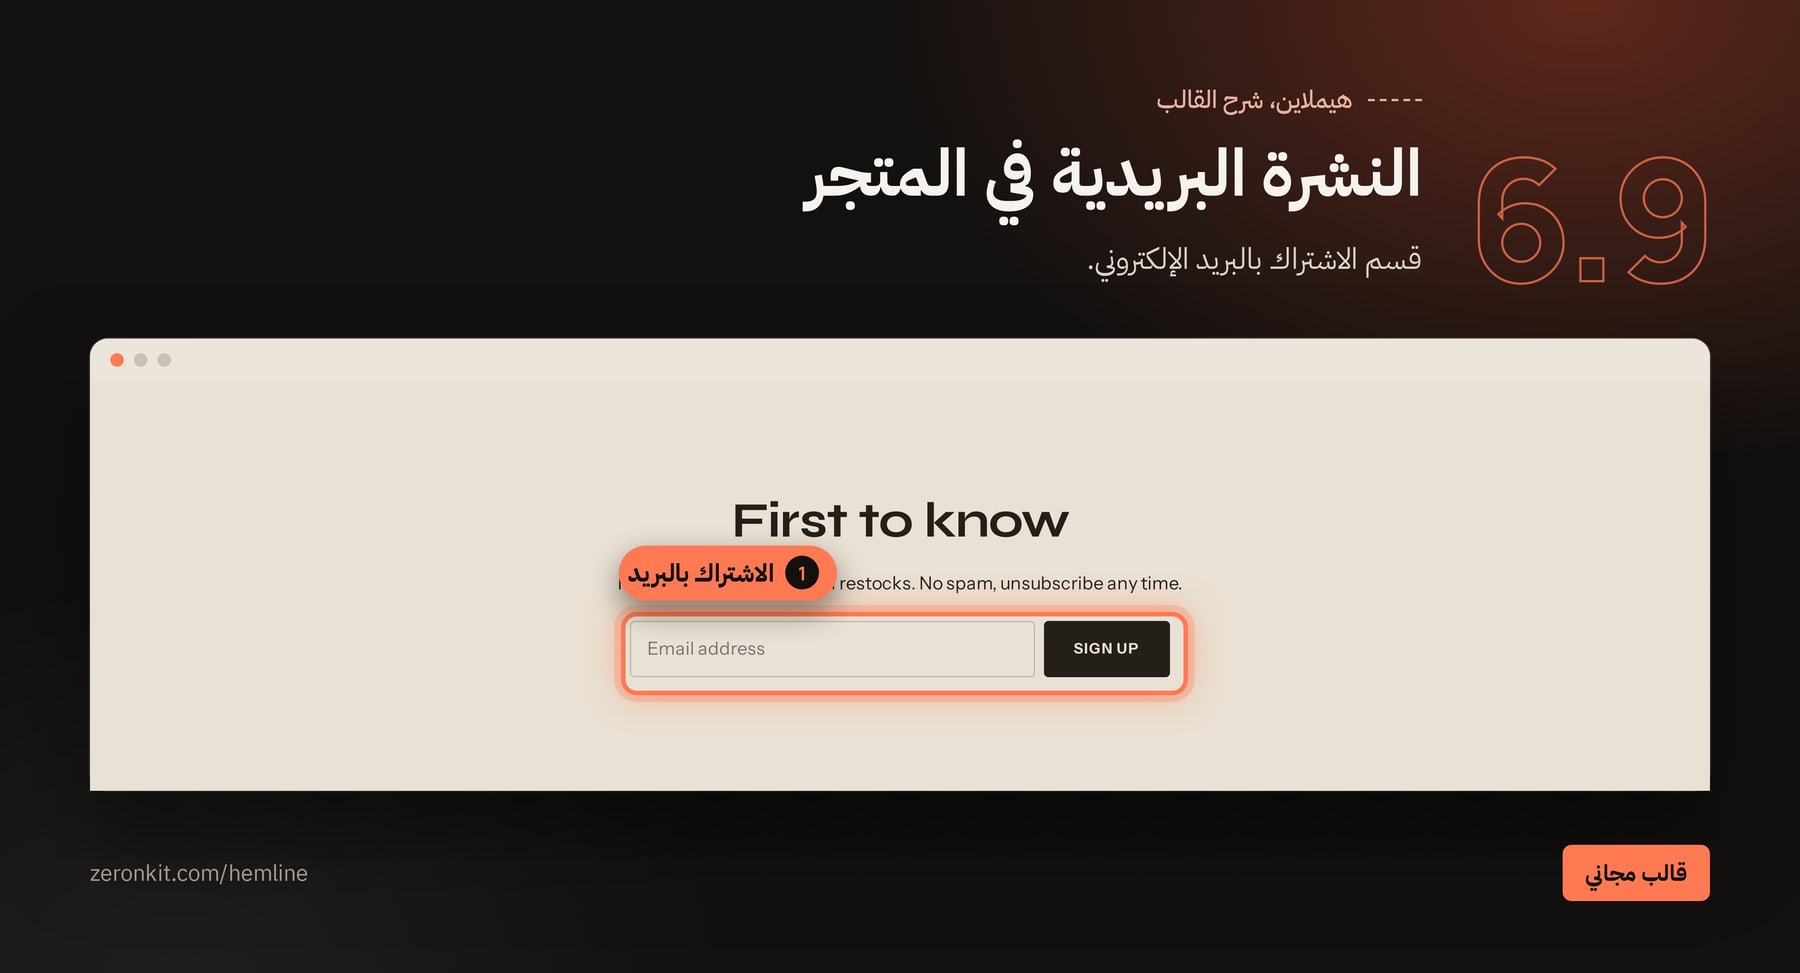 هيملاين، شرح القالب
6.9
النشرة البريدية في المتجر
قسم الاشتراك بالبريد الإلكتروني.
First to know
1 الاشتراك بالبريد
restocks. No spam, unsubscribe any time.
Email address
SIGN UP
zeronkit.com/hemline
قالب مجاني